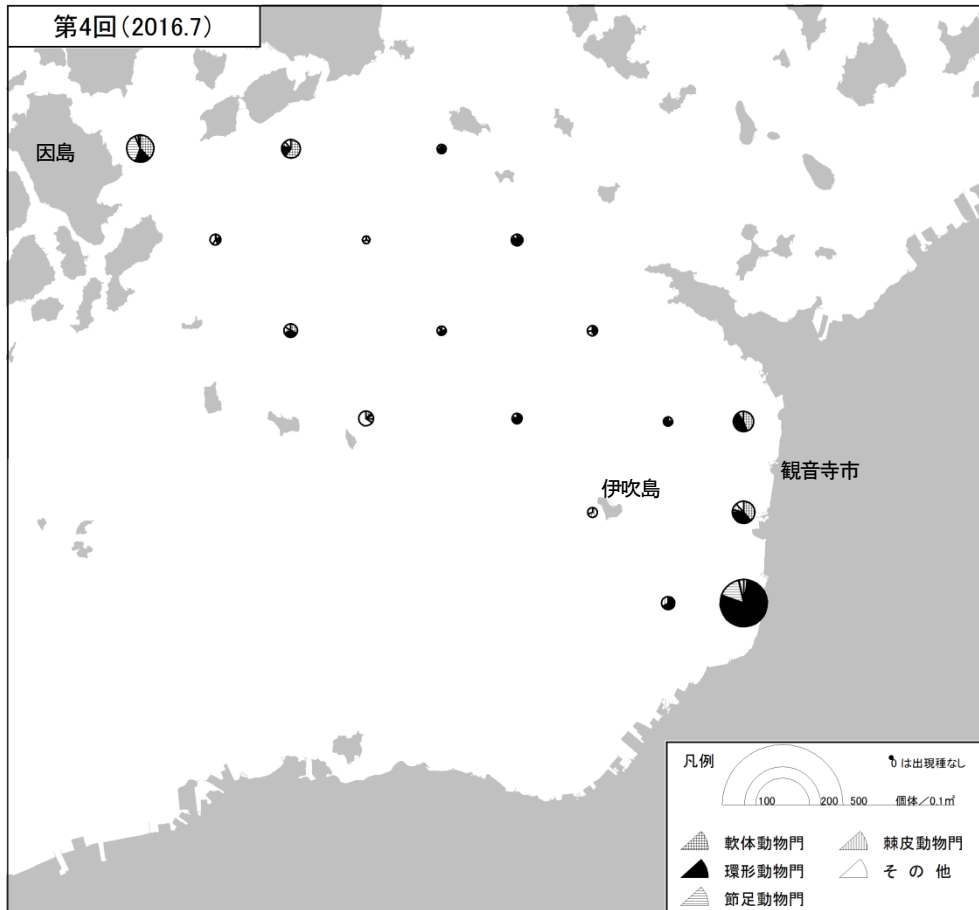 第4回(2016.7)
因島
観音寺市
伊吹島
凡例
0 は出現種なし
100 200 500 個体/0.1㎡
軟体動物門 棘皮動物門
環形動物門 その他
節足動物門